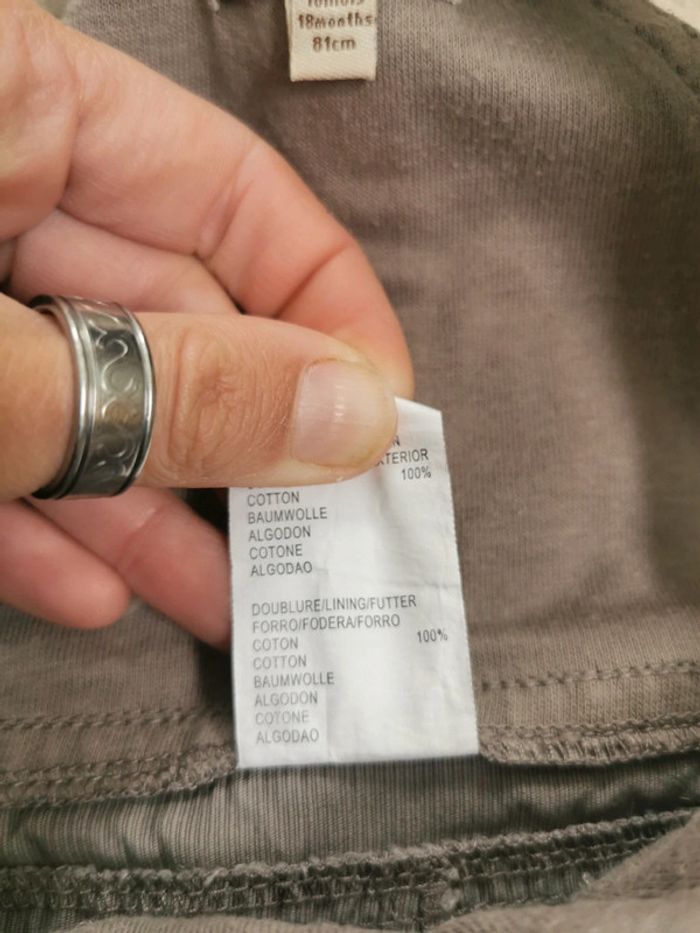 18months
81cm
XTERIOR
100%
COTTON
BAUMWOLLE
ALGODON
COTONE
ALGODAO
DOUBLURE/LINING/FUTTER
FORRO/FODERA/FORRO
COTON 100%
COTTON
BAUMWOLLE
ALGODON
COTONE
ALGODAO